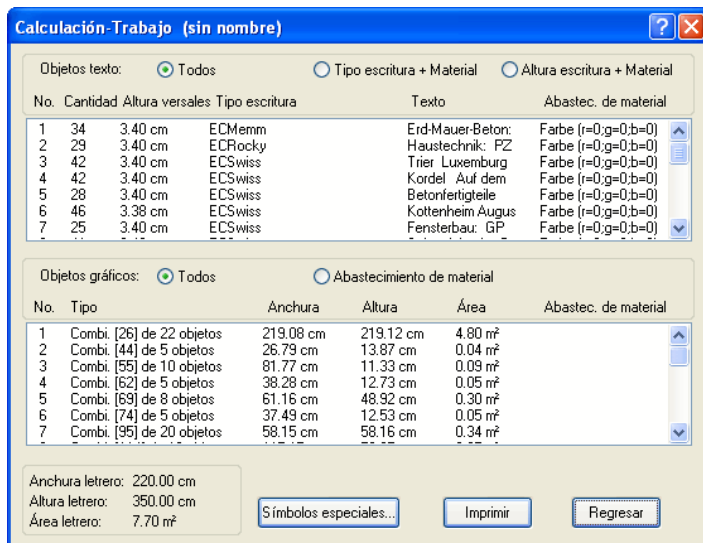 Calculación-Trabajo (sin nombre)
Objetos texto: Todos Tipo escritura + Material Altura escritura + Material
No. Cantidad Altura versales Tipo escritura Texto Abastec. de material
1 34 3.40 cm ECMemm Erd-Mauer-Beton: Farbe (r=0;g=0;b=0)
2 29 3.40 cm ECRocky Haustechnik: PZ Farbe (r=0;g=0;b=0)
3 42 3.40 cm ECSwiss Trier Luxemburg Farbe (r=0;g=0;b=0)
4 42 3.40 cm ECSwiss Kordel Auf dem Farbe (r=0;g=0;b=0)
5 28 3.40 cm ECSwiss Betonfertigteile Farbe (r=0;g=0;b=0)
6 46 3.38 cm ECSwiss Kottenheim Augus Farbe (r=0;g=0;b=0)
7 25 3.40 cm ECSwiss Fensterbau: GP Farbe (r=0;g=0;b=0)
Objetos gráficos: Todos Abastecimiento de material
No. Tipo Anchura Altura Área Abastec. de material
1 Combi. [26] de 22 objetos 219.08 cm 219.12 cm 4.80 m²
2 Combi. [44] de 5 objetos 26.79 cm 13.87 cm 0.04 m²
3 Combi. [55] de 10 objetos 81.77 cm 11.33 cm 0.09 m²
4 Combi. [62] de 5 objetos 38.28 cm 12.73 cm 0.05 m²
5 Combi. [69] de 8 objetos 61.16 cm 48.92 cm 0.30 m²
6 Combi. [74] de 5 objetos 37.49 cm 12.53 cm 0.05 m²
7 Combi. [95] de 20 objetos 58.15 cm 58.16 cm 0.34 m²
Anchura letrero: 220.00 cm
Altura letrero: 350.00 cm
Área letrero: 7.70 m²
Símbolos especiales... Imprimir Regresar